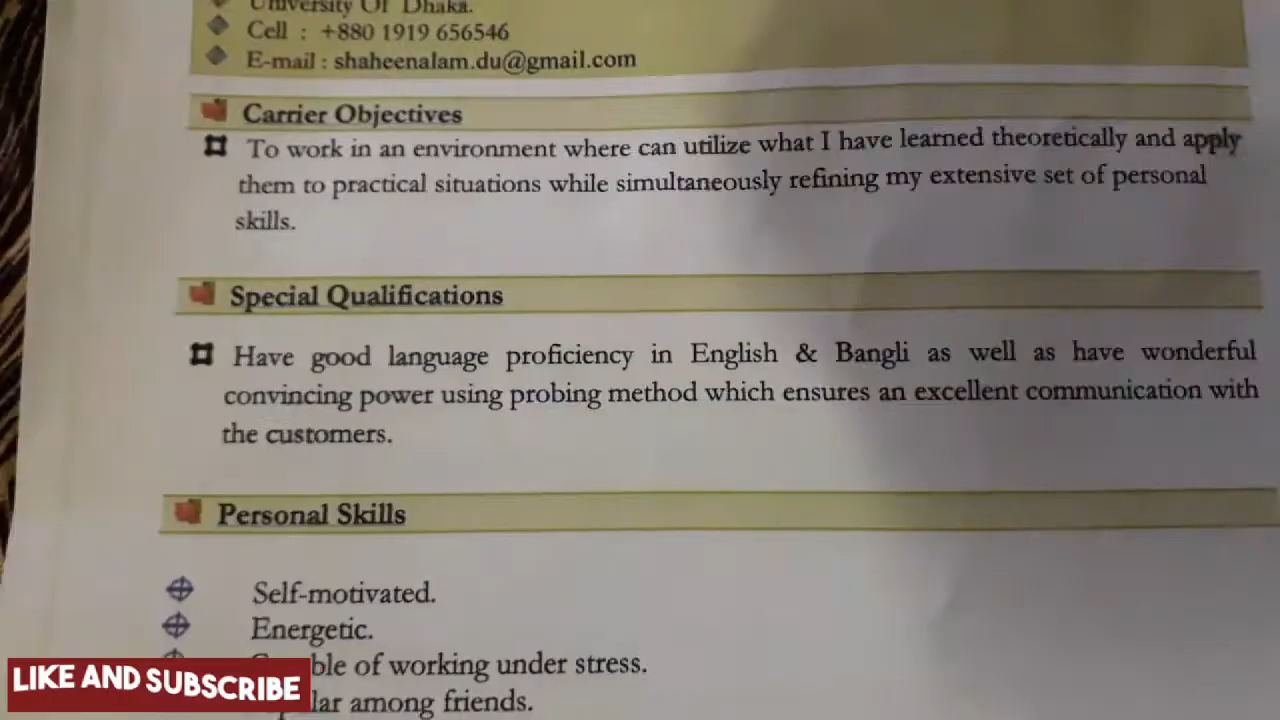 University Of Dhaka.
Cell : +880 1919 656546
E-mail : shaheenalam.du@gmail.com
Carrier Objectives
To work in an environment where can utilize what I have learned theoretically and apply
them to practical situations while simultaneously refining my extensive set of personal
skills.
Special Qualifications
Have good language proficiency in English & Bangli as well as have wonderful
convincing power using probing method which ensures an excellent communication with
the customers.
Personal Skills
Self-motivated.
Energetic.
of working under stress.
among friends.
LIKE AND SUBSCRIBE